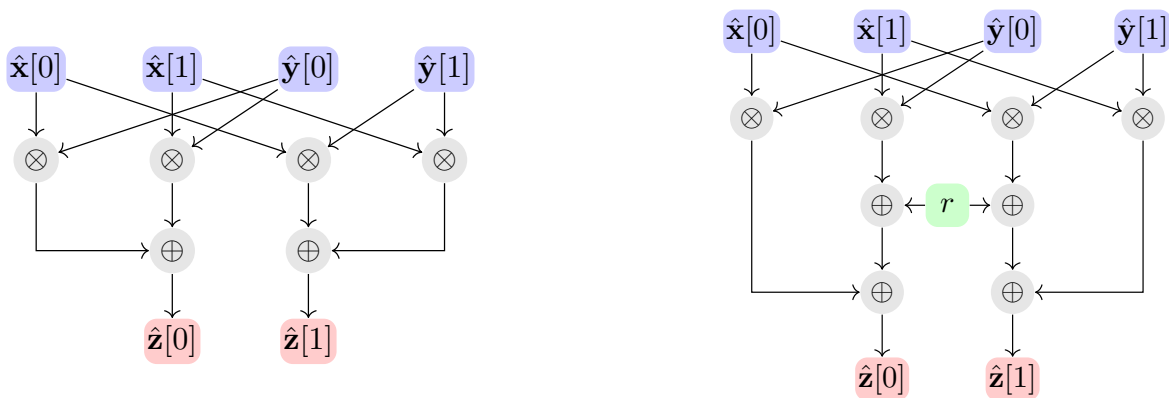 x̂[0] x̂[1] ŷ[0] ŷ[1]
⊗ ⊗ ⊗ ⊗
⊕ ⊕
ẑ[0] ẑ[1]
x̂[0] x̂[1] ŷ[0] ŷ[1]
⊗ ⊗ ⊗ ⊗
⊕ r ⊕
⊕ ⊕
ẑ[0] ẑ[1]